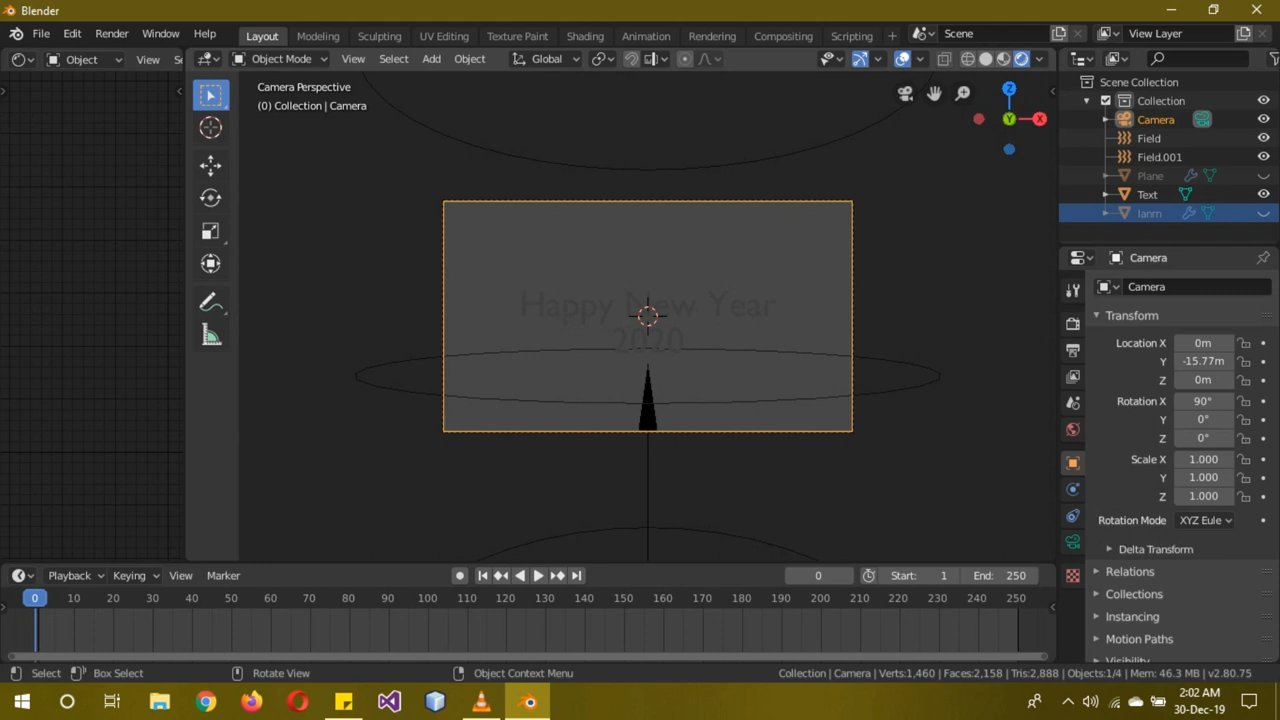 Blender
File Edit Render Window Help
Layout Modeling Sculpting UV Editing Texture Paint Shading Animation Rendering Compositing Scripting
Scene
View Layer
Object View
Object Mode View Select Add Object Global
Camera Perspective
(0) Collection | Camera
Z
Y
X
Scene Collection
Collection
Camera
Field
Field.001
Plane
Text
Camera
Camera
Transform
Location X 0m
Y -15.77m
Z 0m
Rotation X 90°
Y 0°
Z 0°
Scale X 1.000
Y 1.000
Z 1.000
Rotation Mode XYZ Eule
Delta Transform
Relations
Collections
Instancing
Motion Paths
Visibility
Happy New Year
2020
Playback Keying View Marker
0 Start: 1 End: 250
0 10 20 30 40 50 60 70 80 90 100 110 120 130 140 150 160 170 180 190 200 210 220 230 240 250
Select Box Select Rotate View Object Context Menu
Collection | Camera | Verts:1,460 | Faces:2,158 | Tris:2,888 | Objects:1/4 | Mem: 46.3 MB | v2.80.75
2:02 AM
30-Dec-19